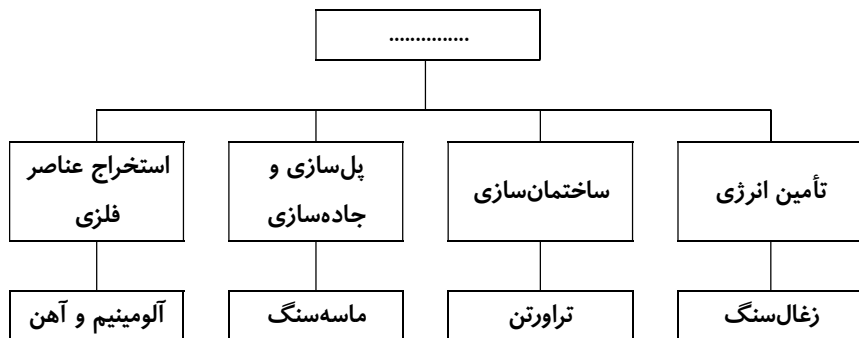 ...............
تأمین انرژی
ساختمان‌سازی
پل‌سازی و
جاده‌سازی
استخراج عناصر
فلزی
زغال‌سنگ
تراورتن
ماسه‌سنگ
آلومینیم و آهن